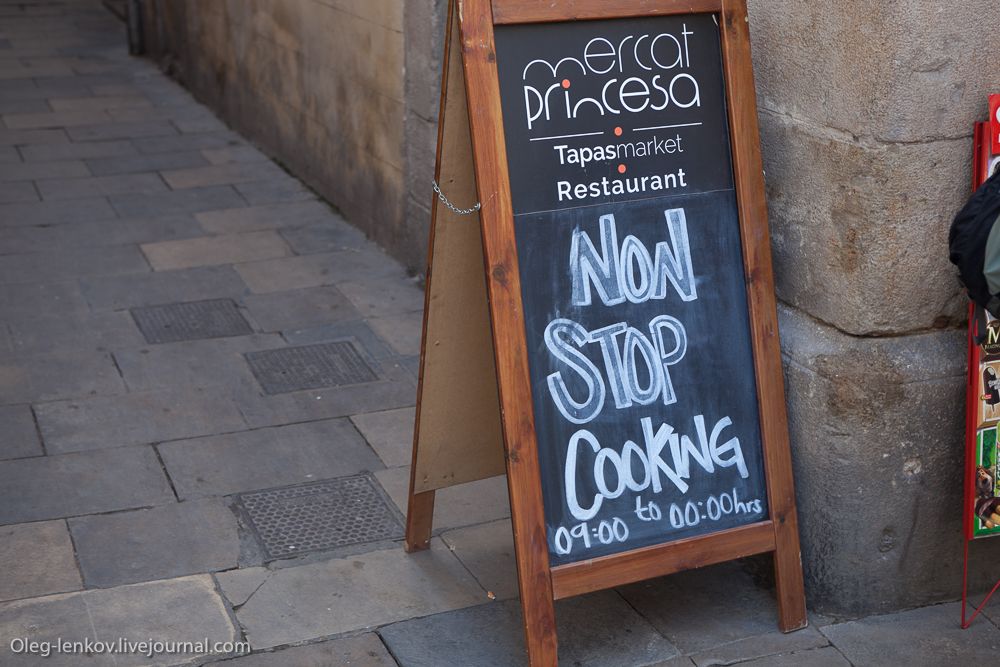 mercat
princesa
Tapasmarket
Restaurant
NON
STOP
COOKING
09:00 to 00:00hrs
Oleg-lenkov.livejournal.com